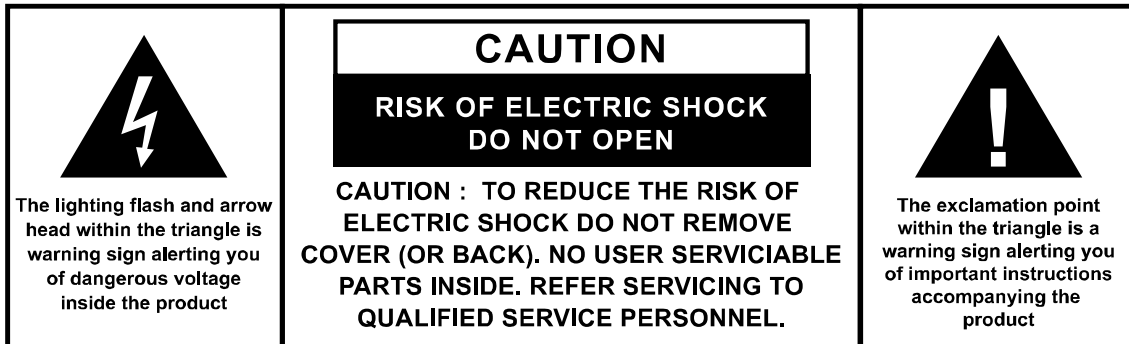 The lighting flash and arrow
head within the triangle is
warning sign alerting you
of dangerous voltage
inside the product
CAUTION
RISK OF ELECTRIC SHOCK
DO NOT OPEN
CAUTION : TO REDUCE THE RISK OF
ELECTRIC SHOCK DO NOT REMOVE
COVER (OR BACK). NO USER SERVICIABLE
PARTS INSIDE. REFER SERVICING TO
QUALIFIED SERVICE PERSONNEL.
!
The exclamation point
within the triangle is a
warning sign alerting you
of important instructions
accompanying the
product